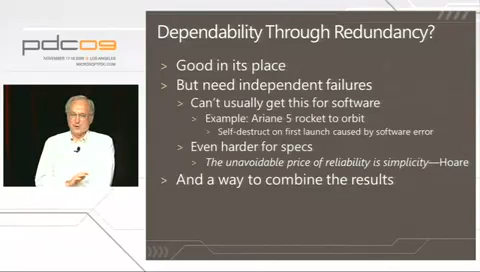 pdc09
NOVEMBER 17-19, 2009 LOS ANGELES
MICROSOFTPDC.COM
Dependability Through Redundancy?
> Good in its place
> But need independent failures
> Can't usually get this for software
> Example: Ariane 5 rocket to orbit
> Self-destruct on first launch caused by software error
> Even harder for specs
> The unavoidable price of reliability is simplicity—Hoare
> And a way to combine the results